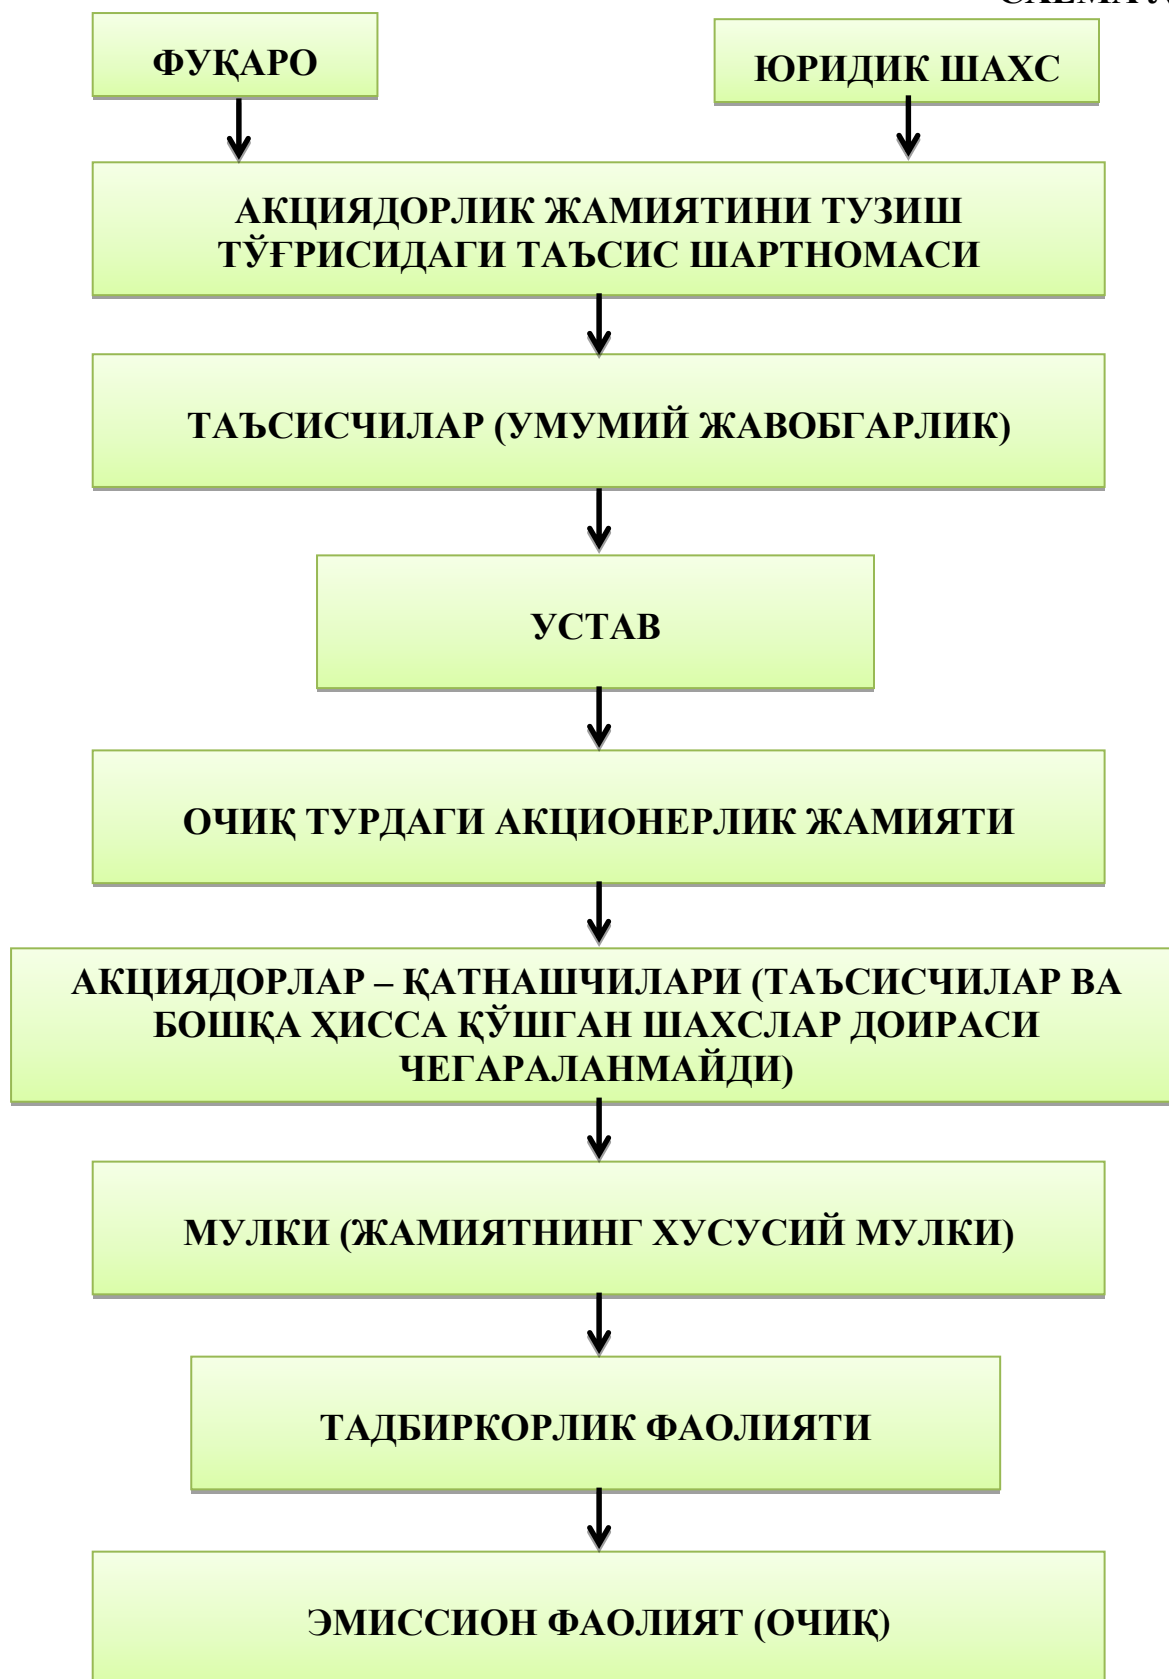 ФУҚАРО
ЮРИДИК ШАХС
АКЦИЯДОРЛИК ЖАМИЯТИНИ ТУЗИШ
ТЎҒРИСИДАГИ ТАЪСИС ШАРТНОМАСИ
ТАЪСИСЧИЛАР (УМУМИЙ ЖАВОБГАРЛИК)
УСТАВ
ОЧИҚ ТУРДАГИ АКЦИОНЕРЛИК ЖАМИЯТИ
АКЦИЯДОРЛАР – ҚАТНАШЧИЛАРИ (ТАЪСИСЧИЛАР ВА
БОШҚА ҲИССА ҚЎШГАН ШАХСЛАР ДОИРАСИ
ЧЕГАРАЛАНМАЙДИ)
МУЛКИ (ЖАМИЯТНИНГ ХУСУСИЙ МУЛКИ)
ТАДБИРКОРЛИК ФАОЛИЯТИ
ЭМИССИОН ФАОЛИЯТ (ОЧИҚ)